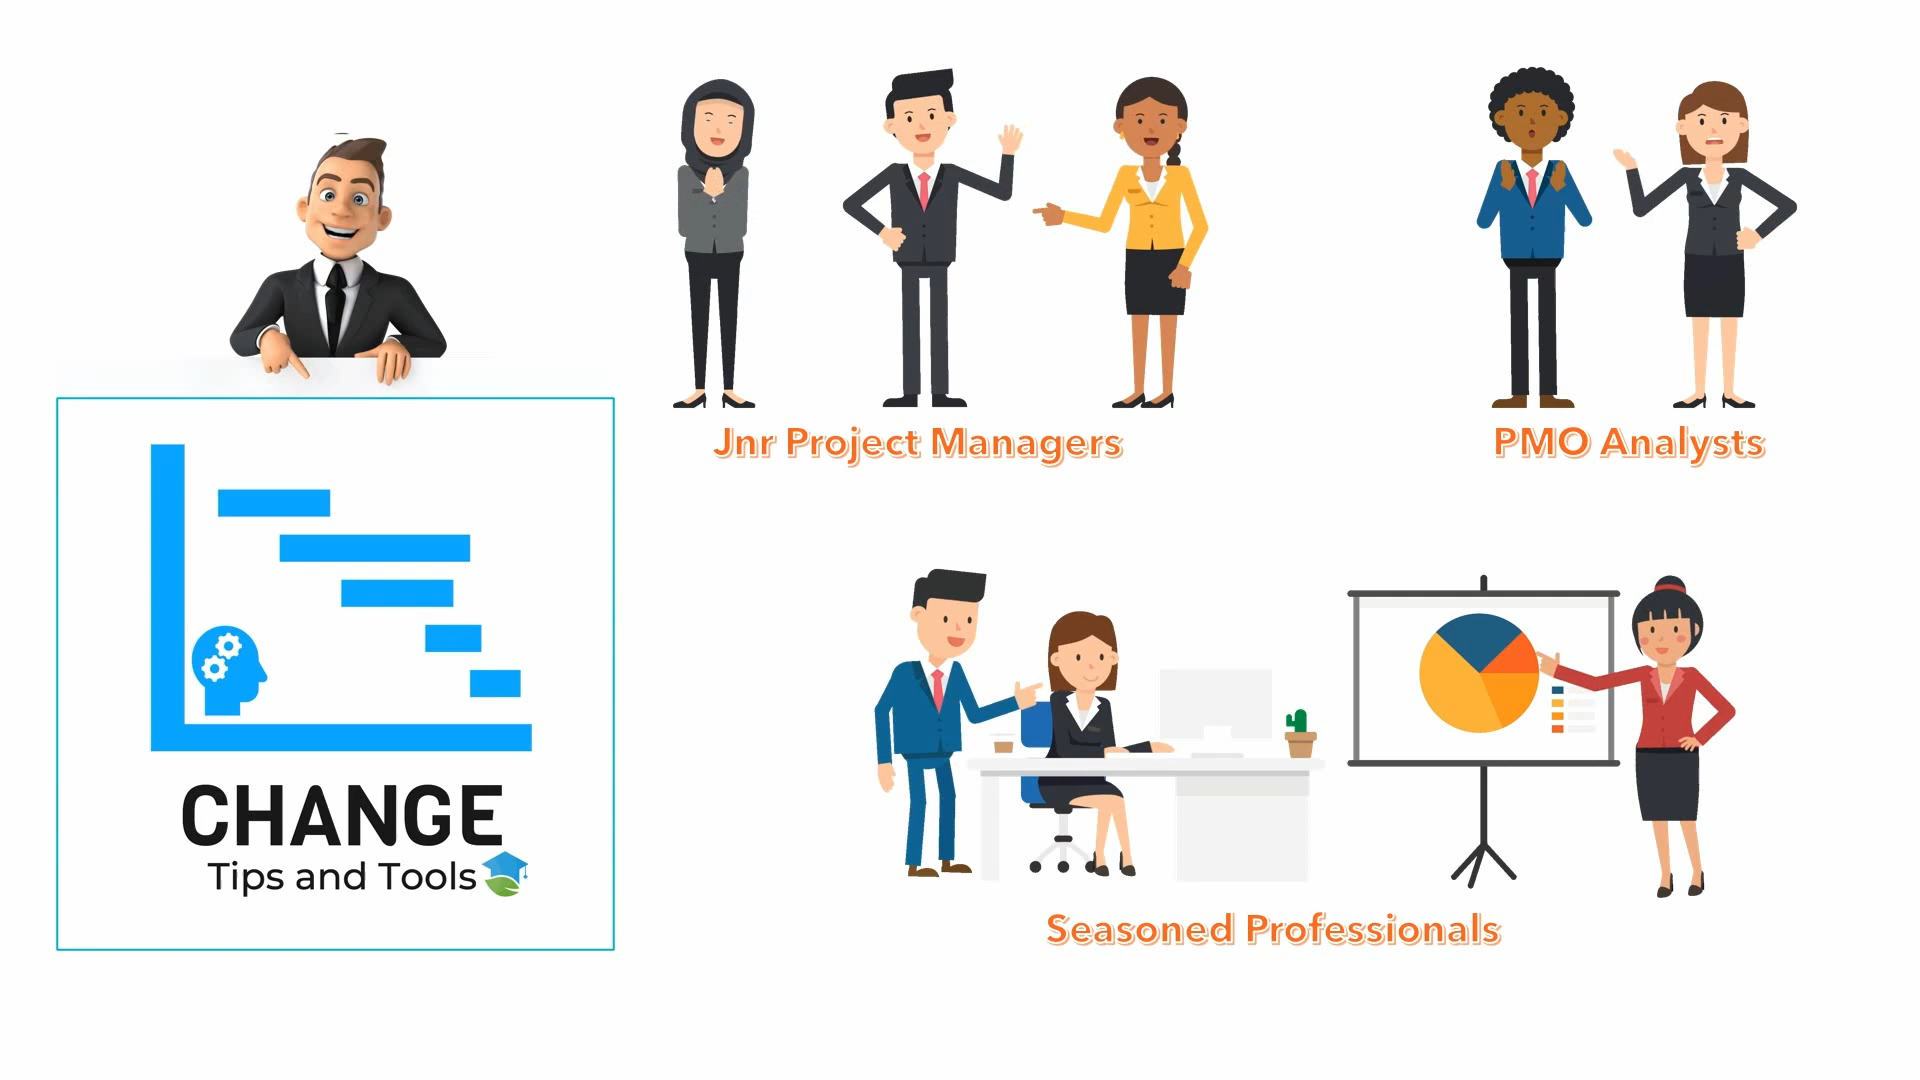 Jnr Project Managers
PMO Analysts
CHANGE
Tips and Tools
Seasoned Professionals